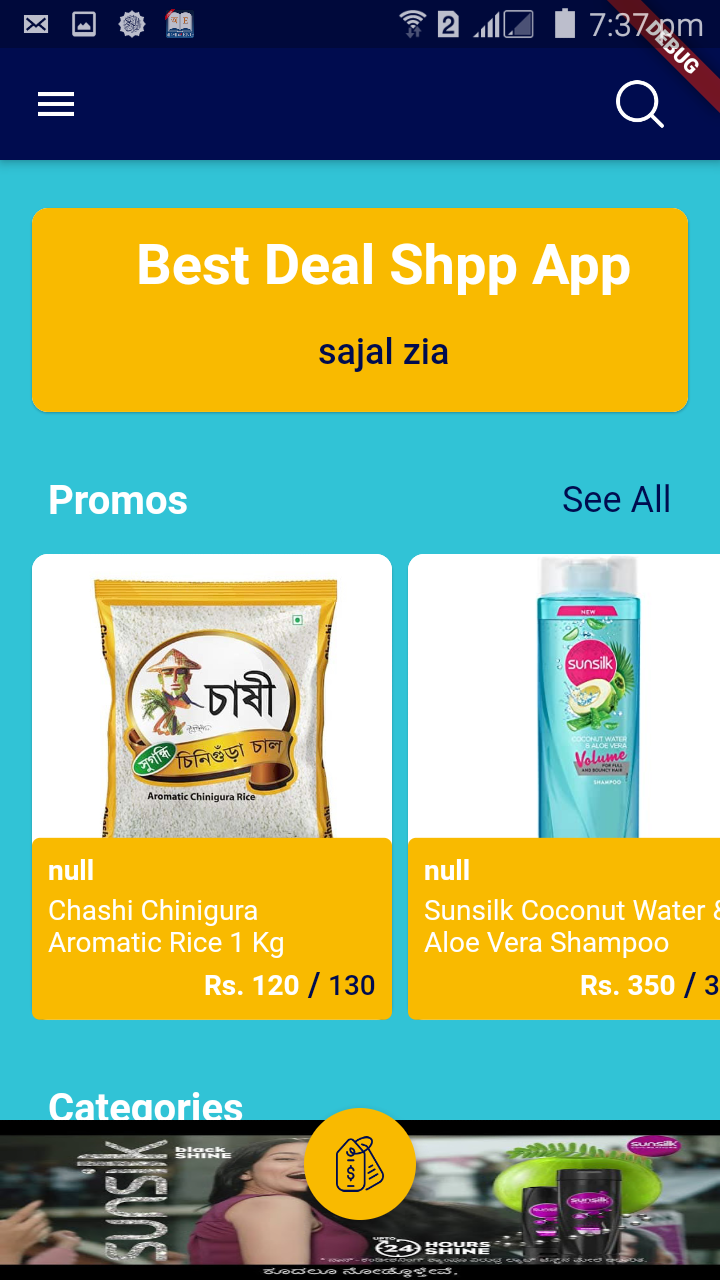 2
7:37 pm
DEBUG
Best Deal Shpp App
sajal zia
Promos
See All
চাষী
সুগন্ধি
চিনিগুঁড়া চাল
Aromatic Chinigura Rice
null
Chashi Chinigura
Aromatic Rice 1 Kg
Rs. 120 / 130
NEW
sunsilk
COCONUT WATER
& ALOE VERA
Volume
FOR FULL
AND BOUNCY HAIR
SHAMPOO
null
Sunsilk Coconut Water &
Aloe Vera Shampoo
Rs. 350 / 3
Categories
sunsilk
black
SHINE
sunsilk
sunsilk
UPTO
24 HOURS
SHINE